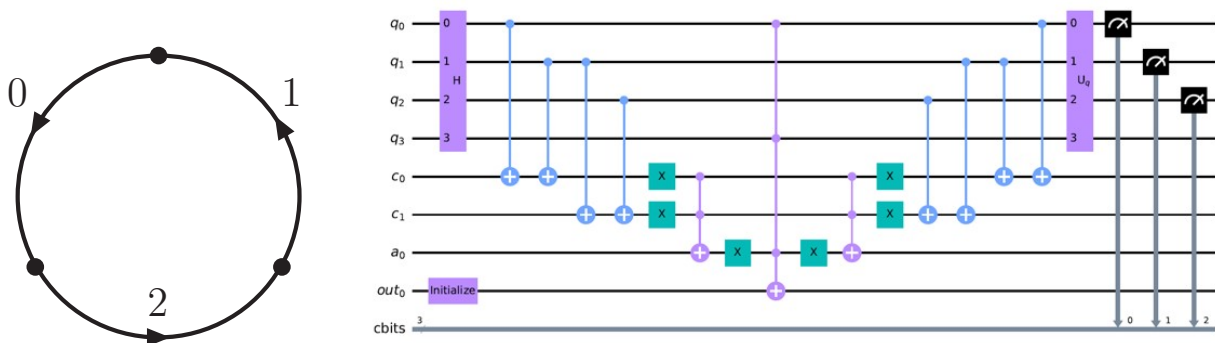 0
1
2
q₀ 0 0
q₁ 1 H 1 U_q
q₂ 2 2
q₃ 3 3
c₀ X X
c₁ X X
a₀ X X
out₀ Initialize
cbits 3 0 1 2